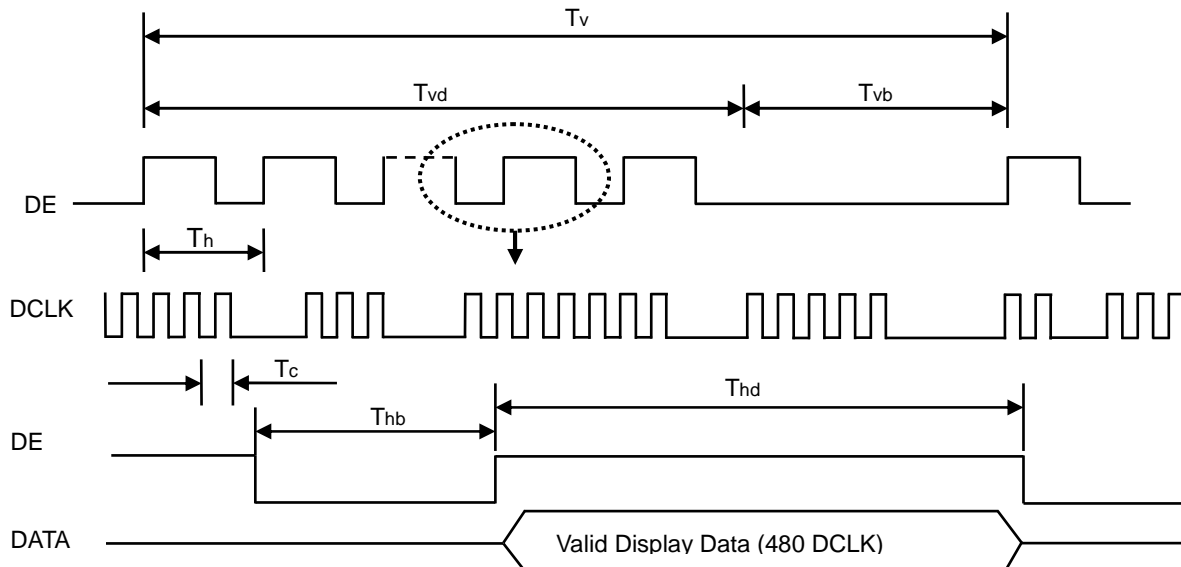 Tv
Tvd
Tvb
DE
Th
DCLK
Tc
Thd
Thb
DE
DATA
Valid Display Data (480 DCLK)